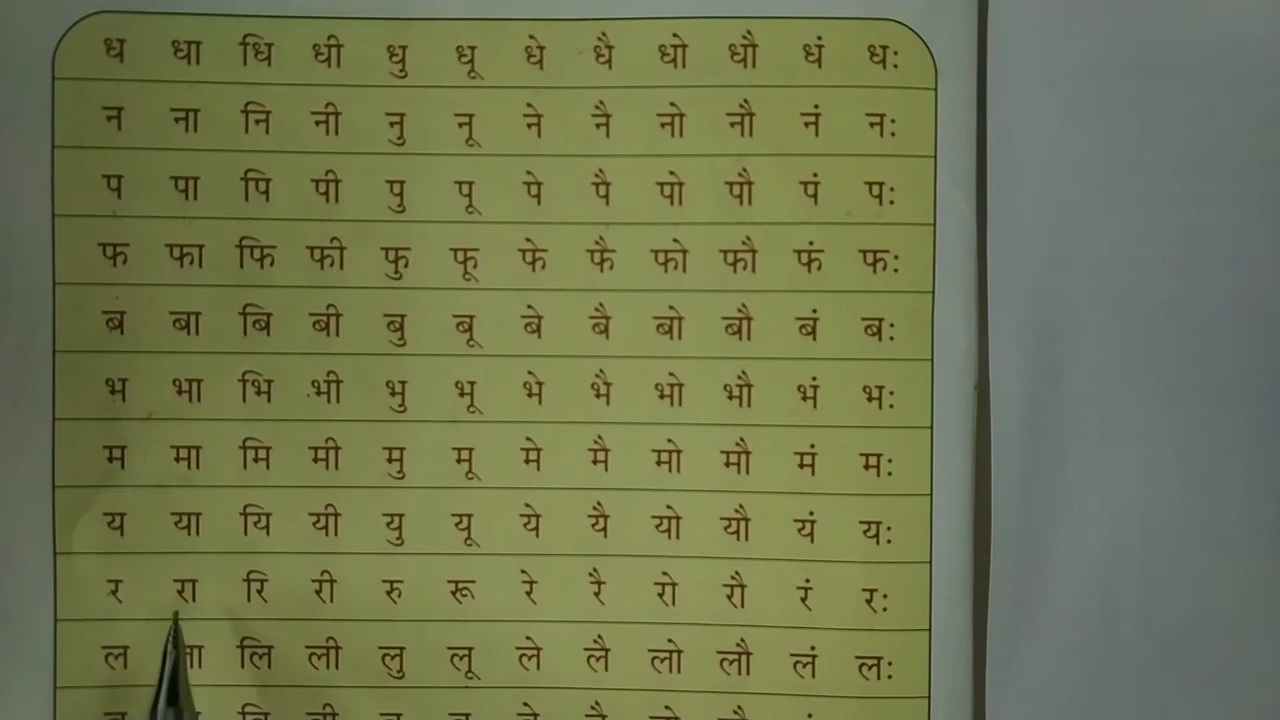 ध धा धि धी धु धू धे धै धो धौ धं धः
न ना नि नी नु नू ने नै नो नौ नं नः
प पा पि पी पु पू पे पै पो पौ पं पः
फ फा फि फी फु फू फे फै फो फौ फं फः
ब बा बि बी बु बू बे बै बो बौ बं बः
भ भा भि भी भु भू भे भै भो भौ भं भः
म मा मि मी मु मू मे मै मो मौ मं मः
य या यि यी यु यू ये यै यो यौ यं यः
र रा रि री रु रू रे रै रो रौ रं रः
ल लि ली लु लू ले लै लो लौ लं लः